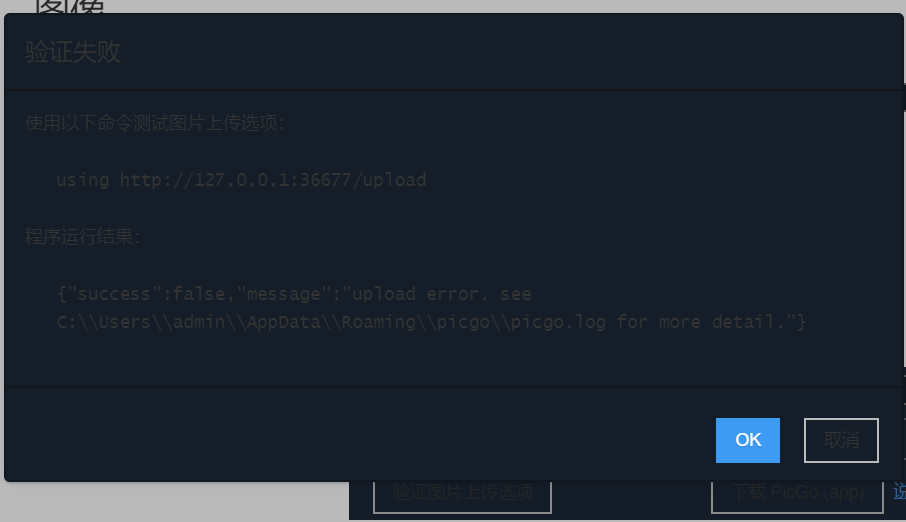 图像
验证失败
使用以下命令测试图片上传选项：
using http://127.0.0.1:36677/upload
程序运行结果：
{"success":false,"message":"upload error. see
C:\\Users\\admin\\AppData\\Roaming\\picgo\\picgo.log for more detail."}
OK 取消
验证图片上传选项 下载 PicGo (app)